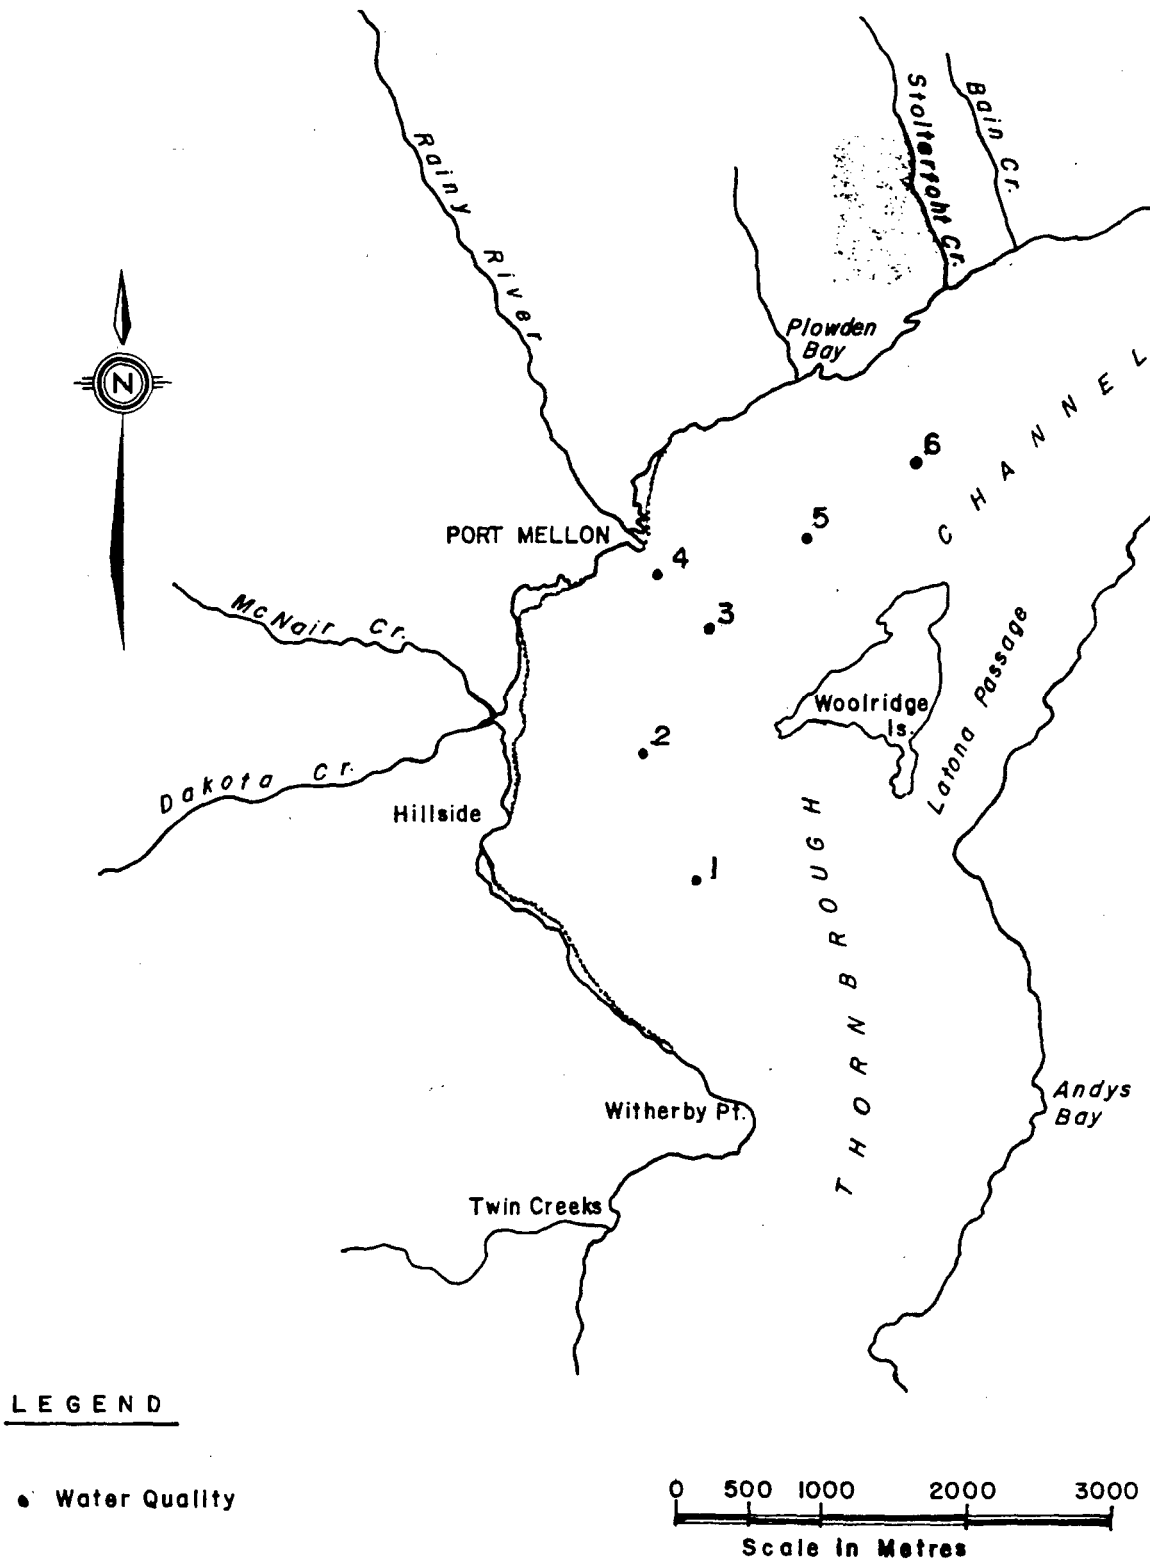 Rainy River
Stolterfoht Cr.
Bain Cr.
Plowden
Bay
N
CHANNEL
6
5
PORT MELLON
4
3
McNair Cr.
Woolridge
Is.
Latona Passage
2
Dakota Cr.
Hillside
1
THORNBROUGH
Andys
Bay
Witherby Pt.
Twin Creeks
LEGEND
Water Quality
0 500 1000 2000 3000
Scale in Metres